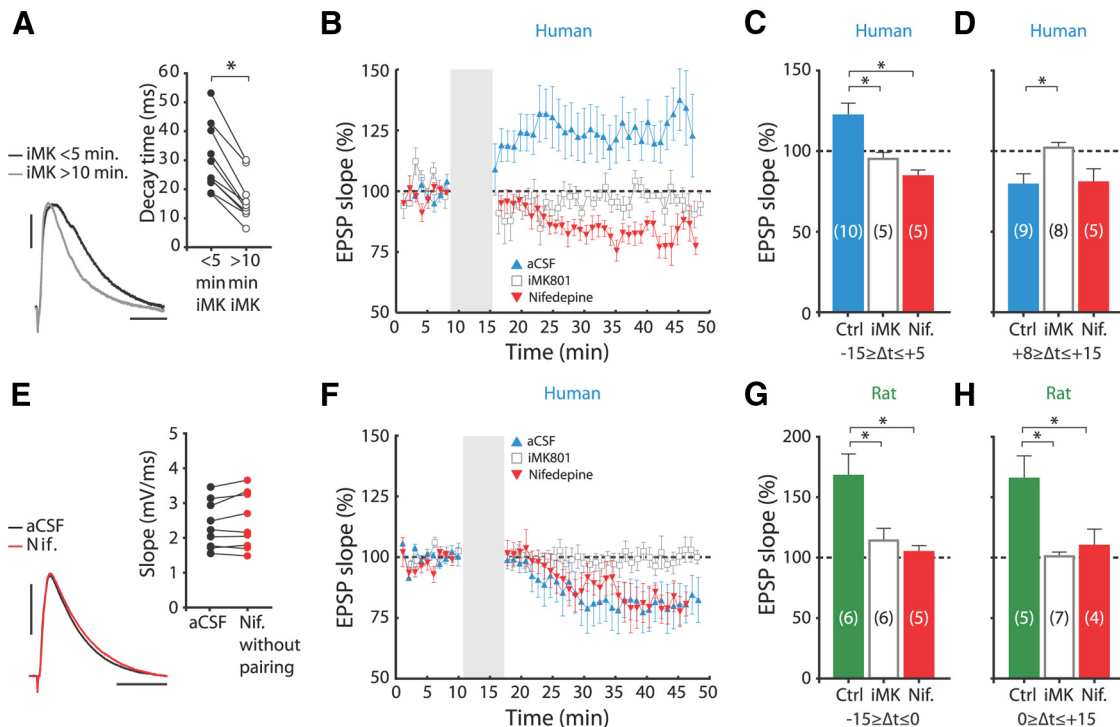 A
iMK <5 min.
iMK >10 min.
Decay time (ms)
60
50
40
30
20
10
0
*
<5 >10
min min
iMK iMK
B
Human
EPSP slope (%)
150
125
100
75
50
aCSF
iMK801
Nifedepine
0 5 10 15 20 25 30 35 40 45 50
Time (min)
C
Human
EPSP slope (%)
150
100
50
0
*
*
(10) (5) (5)
Ctrl iMK Nif.
-15≥Δt≤+5
D
Human
*
(9) (8) (5)
Ctrl iMK Nif.
+8≥Δt≤+15
E
aCSF
Nif.
Slope (mV/ms)
5
4
3
2
1
0
aCSF Nif.
without
pairing
F
Human
EPSP slope (%)
150
125
100
75
50
aCSF
iMK801
Nifedepine
0 5 10 15 20 25 30 35 40 45 50
Time (min)
G
Rat
EPSP slope (%)
200
150
100
50
0
*
*
(6) (6) (5)
Ctrl iMK Nif.
-15≥Δt≤0
H
Rat
*
*
(5) (7) (4)
Ctrl iMK Nif.
0≥Δt≤+15